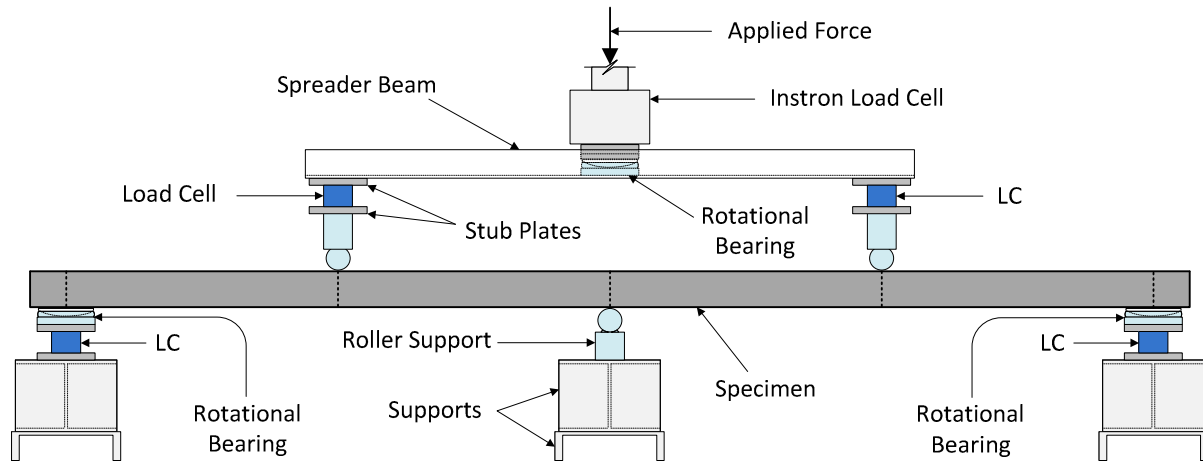 Applied Force
Spreader Beam
Instron Load Cell
Load Cell
Stub Plates
Rotational
Bearing
LC
LC
Roller Support
LC
Specimen
Rotational
Bearing
Supports
Rotational
Bearing